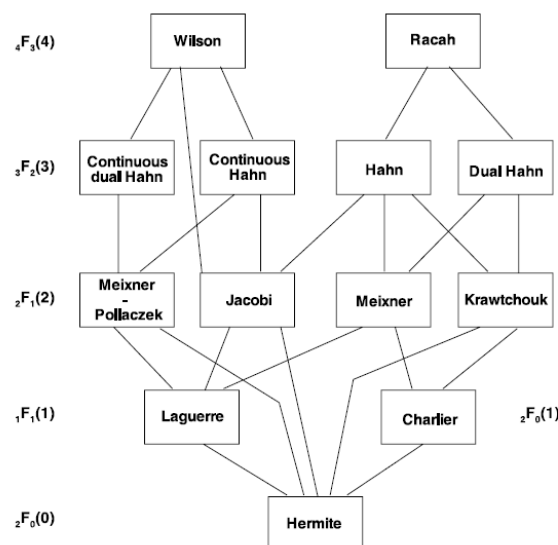 ₄F₃(4)
Wilson
Racah
₃F₂(3)
Continuous
dual Hahn
Continuous
Hahn
Hahn
Dual Hahn
₂F₁(2)
Meixner
-
Pollaczek
Jacobi
Meixner
Krawtchouk
₁F₁(1)
Laguerre
Charlier
₂F₀(1)
₂F₀(0)
Hermite